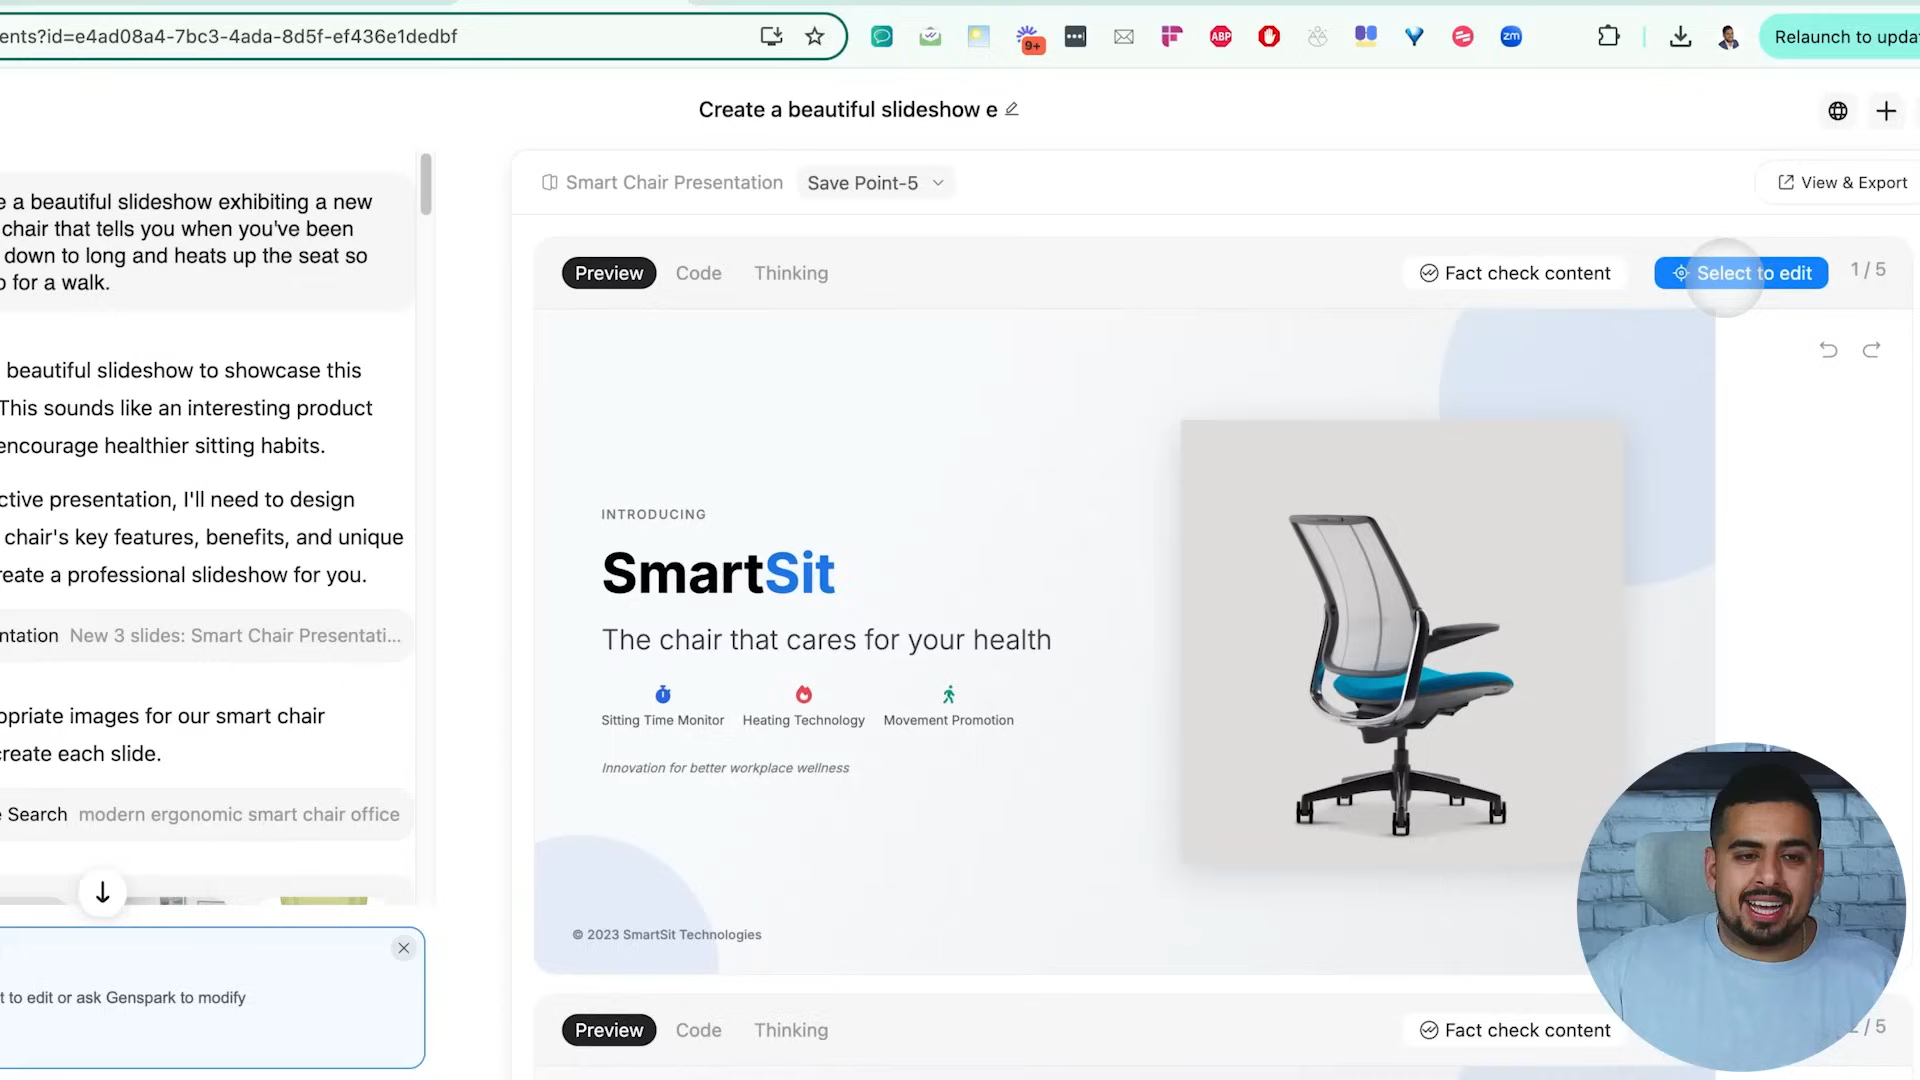 ents?id=e4ad08a4-7bc3-4ada-8d5f-ef436e1dedbf
9+
ABP
zm
Relaunch to upda
Create a beautiful slideshow e
e a beautiful slideshow exhibiting a new
chair that tells you when you've been
down to long and heats up the seat so
o for a walk.
beautiful slideshow to showcase this
This sounds like an interesting product
encourage healthier sitting habits.
ctive presentation, I'll need to design
chair's key features, benefits, and unique
reate a professional slideshow for you.
ntation New 3 slides: Smart Chair Presentati...
opriate images for our smart chair
create each slide.
e Search modern ergonomic smart chair office
t to edit or ask Genspark to modify
Smart Chair Presentation Save Point-5
View & Export
Preview Code Thinking
Fact check content
Select to edit
1 / 5
INTRODUCING
SmartSit
The chair that cares for your health
Sitting Time Monitor Heating Technology Movement Promotion
Innovation for better workplace wellness
© 2023 SmartSit Technologies
Preview Code Thinking
Fact check content
/ 5